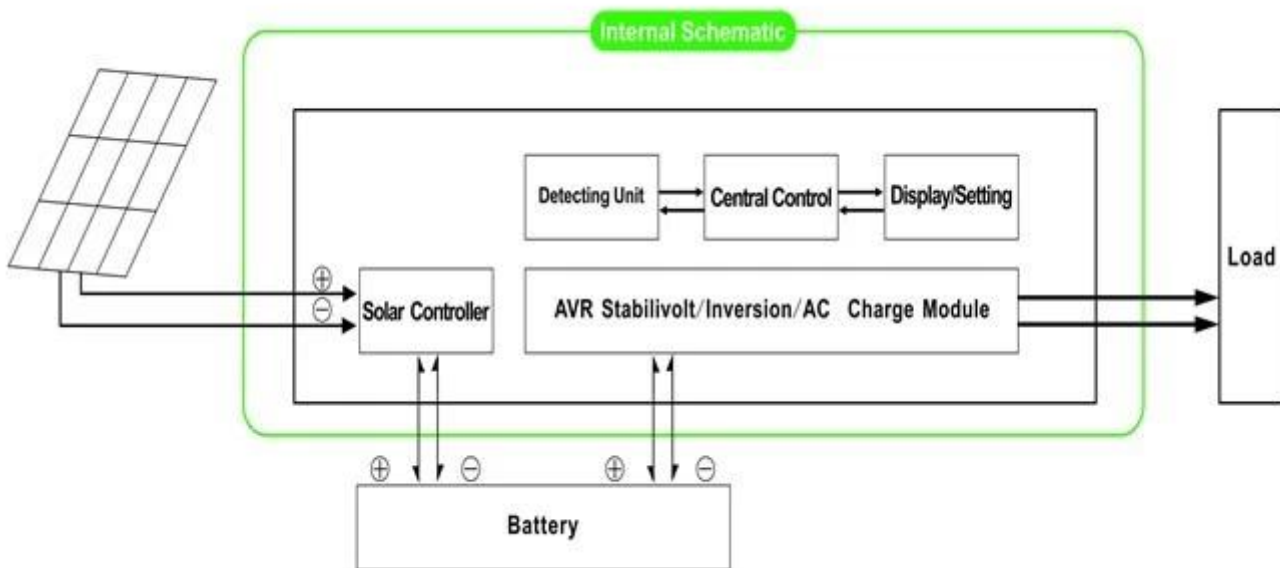 Internal Schematic
Detecting Unit
Central Control
Display/Setting
⊕
⊖
Solar Controller
AVR Stabilivolt/Inversion/AC Charge Module
Load
⊕ ⊖ ⊕ ⊖
Battery